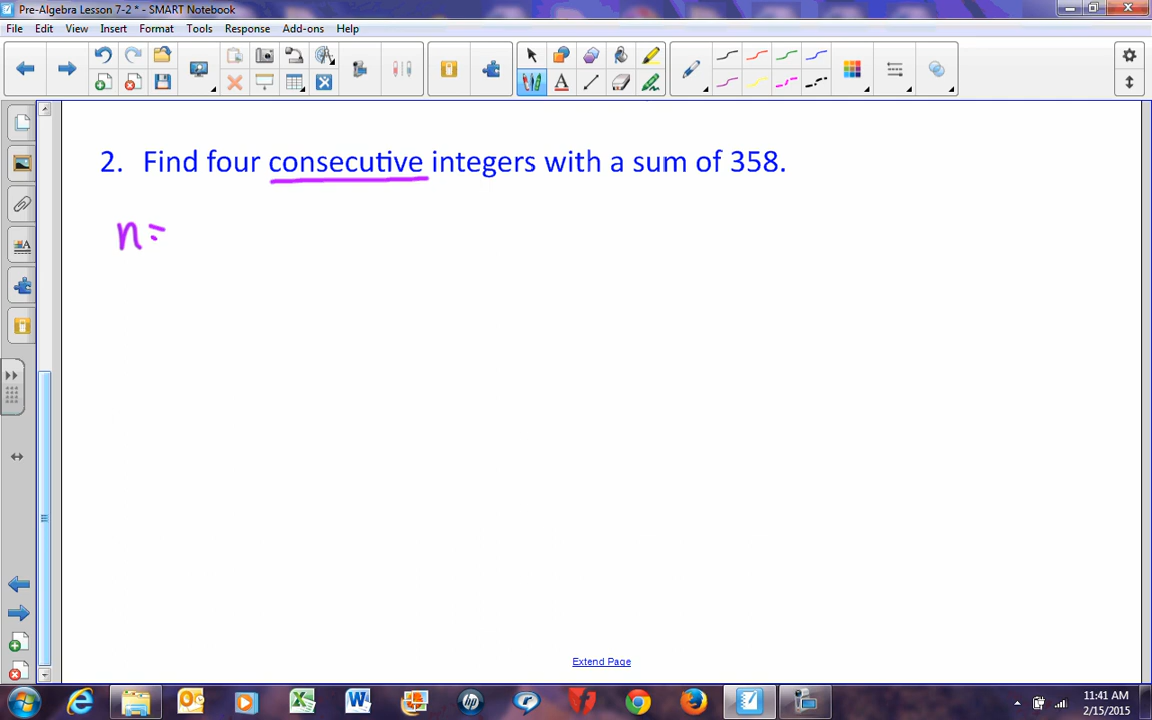 Pre-Algebra Lesson 7-2 * - SMART Notebook
File Edit View Insert Format Tools Response Add-ons Help
2. Find four consecutive integers with a sum of 358.
n=
Extend Page
11:41 AM
2/15/2015